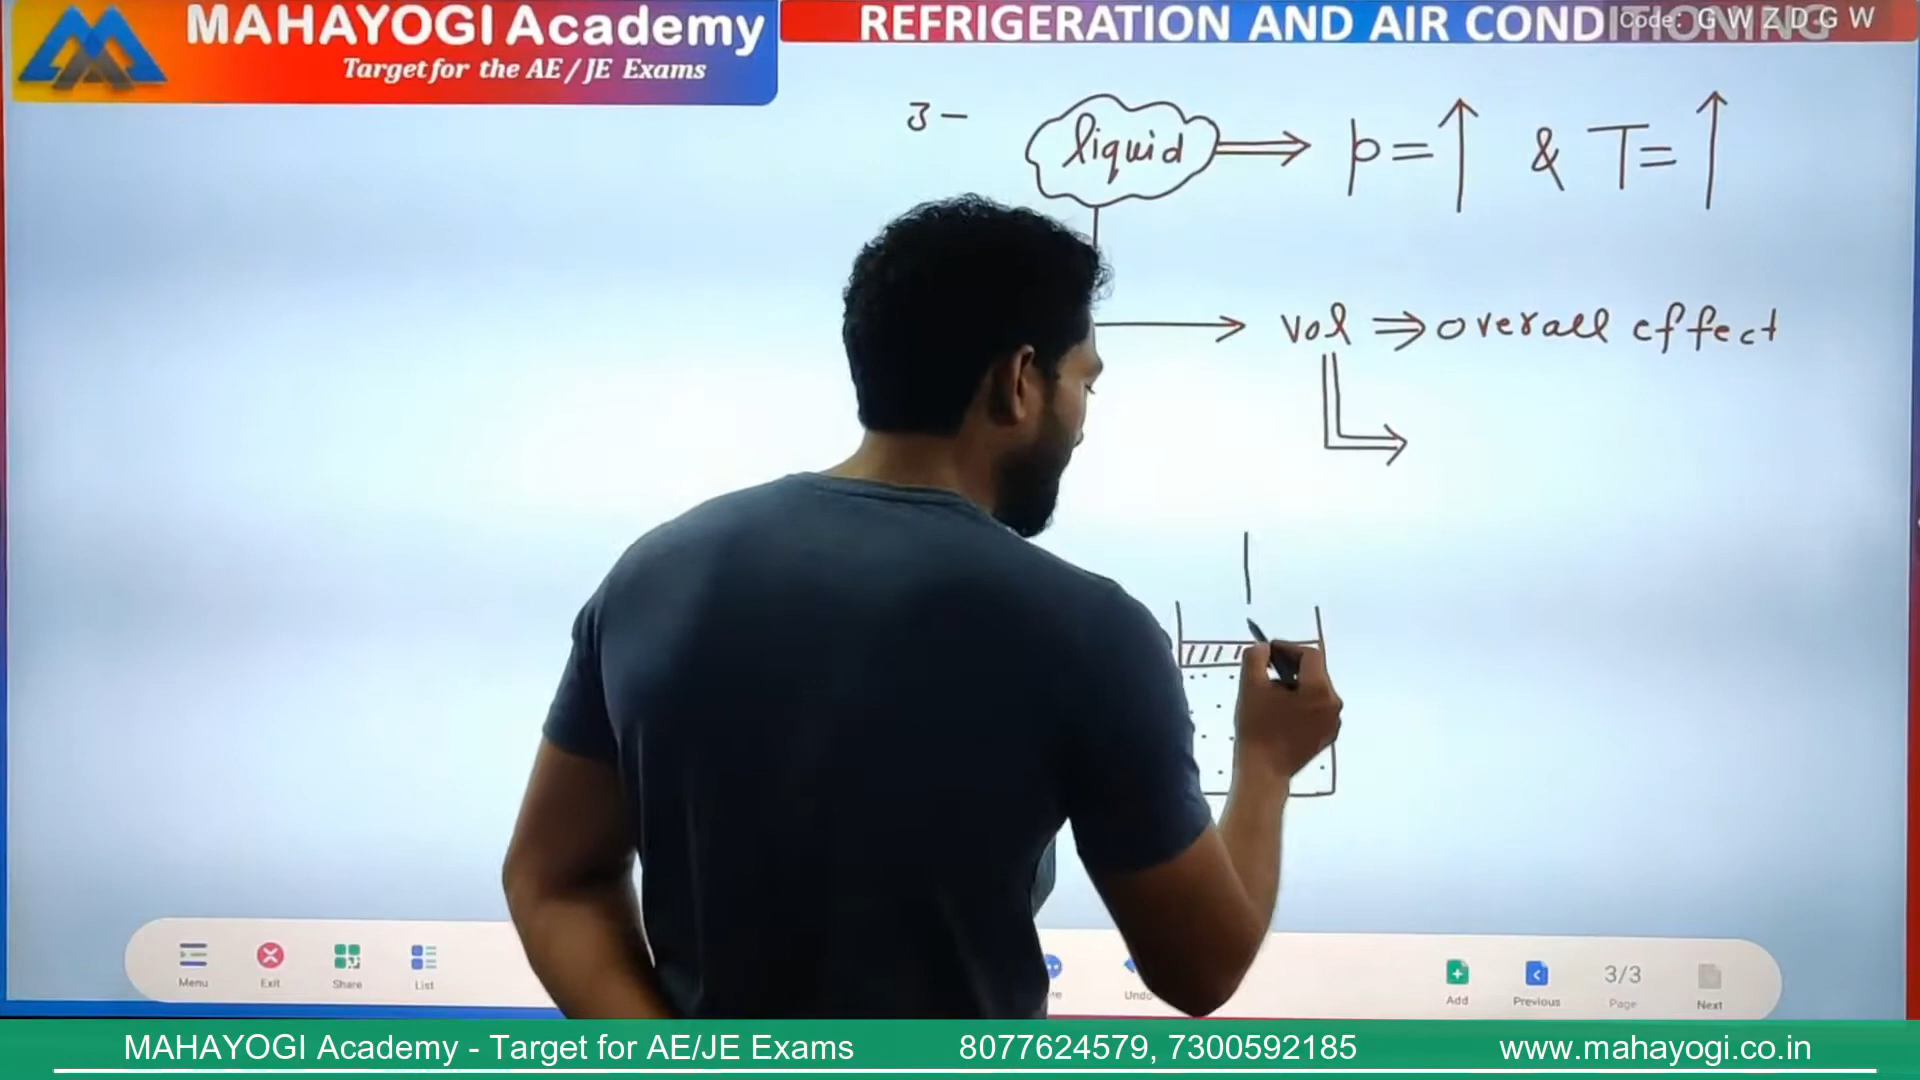 MAHAYOGI Academy
Target for the AE / JE Exams
REFRIGERATION AND AIR CONDITIONING
Code: G W Z D G W
3 -
liquid ⇒ p = ↑ & T = ↑
→ vol ⇒ overall effect
Menu
Exit
Share
List
Undo
Add
Previous
3/3
Page
Next
MAHAYOGI Academy - Target for AE/JE Exams 8077624579, 7300592185 www.mahayogi.co.in